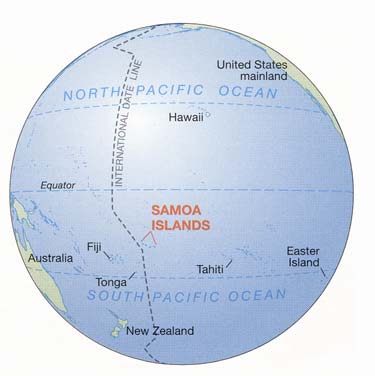 United States
mainland
NORTH PACIFIC OCEAN
INTERNATIONAL DATE LINE
Hawaii
Equator
SAMOA
ISLANDS
Fiji
Australia
Easter
Island
Tahiti
Tonga
SOUTH PACIFIC OCEAN
New Zealand